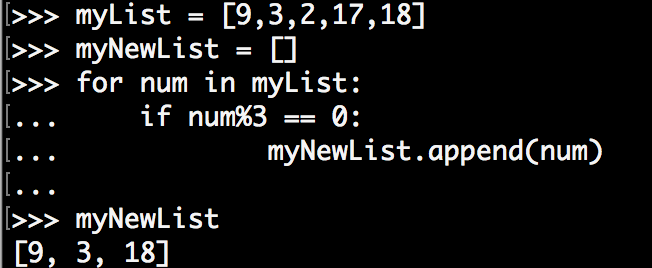 [>>> myList = [9,3,2,17,18]
[>>> myNewList = []
[>>> for num in myList:
[...     if num%3 == 0:
[...             myNewList.append(num)
[...
[>>> myNewList
[9, 3, 18]